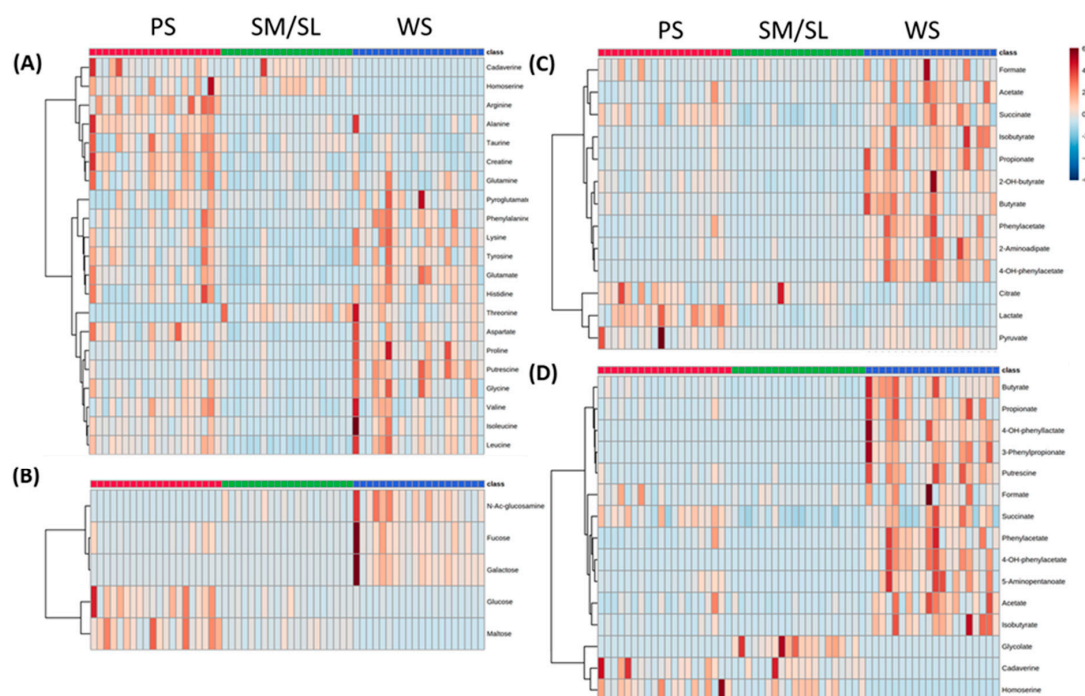 PS SM/SL WS
(A)
class
Cadaverine
Homoserine
Arginine
Alanine
Taurine
Creatine
Glutamine
Pyroglutamate
Phenylalanine
Lysine
Tyrosine
Glutamate
Histidine
Threonine
Aspartate
Proline
Putrescine
Glycine
Valine
Isoleucine
Leucine
(B)
class
N-Ac-glucosamine
Fucose
Galactose
Glucose
Maltose
PS SM/SL WS
(C)
class
Formate
Acetate
Succinate
Isobutyrate
Propionate
2-OH-butyrate
Butyrate
Phenylacetate
2-Aminoadipate
4-OH-phenylacetate
Citrate
Lactate
Pyruvate
6
2
0
(D)
class
Butyrate
Propionate
4-OH-phenyllactate
3-Phenylpropionate
Putrescine
Formate
Succinate
Phenylacetate
4-OH-phenylacetate
5-Aminopentanoate
Acetate
Isobutyrate
Glycolate
Cadaverine
Homoserine